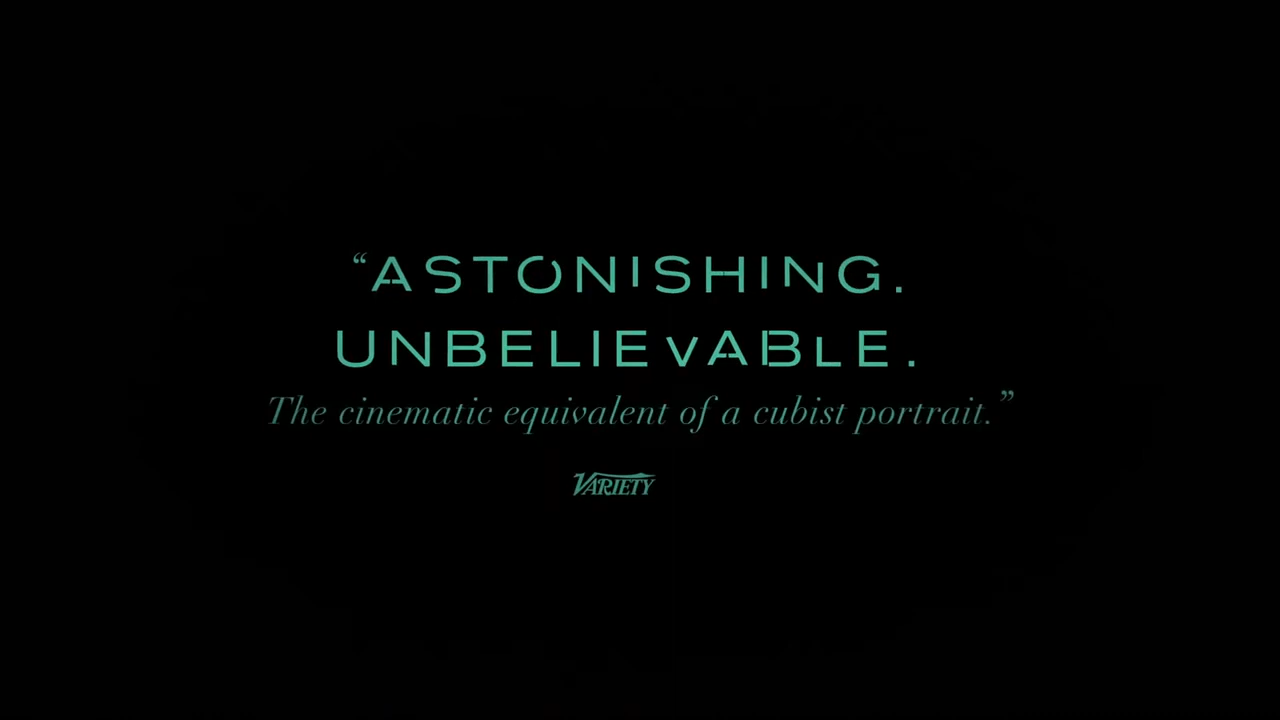 “ASTONISHING.
UNBELIEVABLE.
The cinematic equivalent of a cubist portrait.”
VARIETY